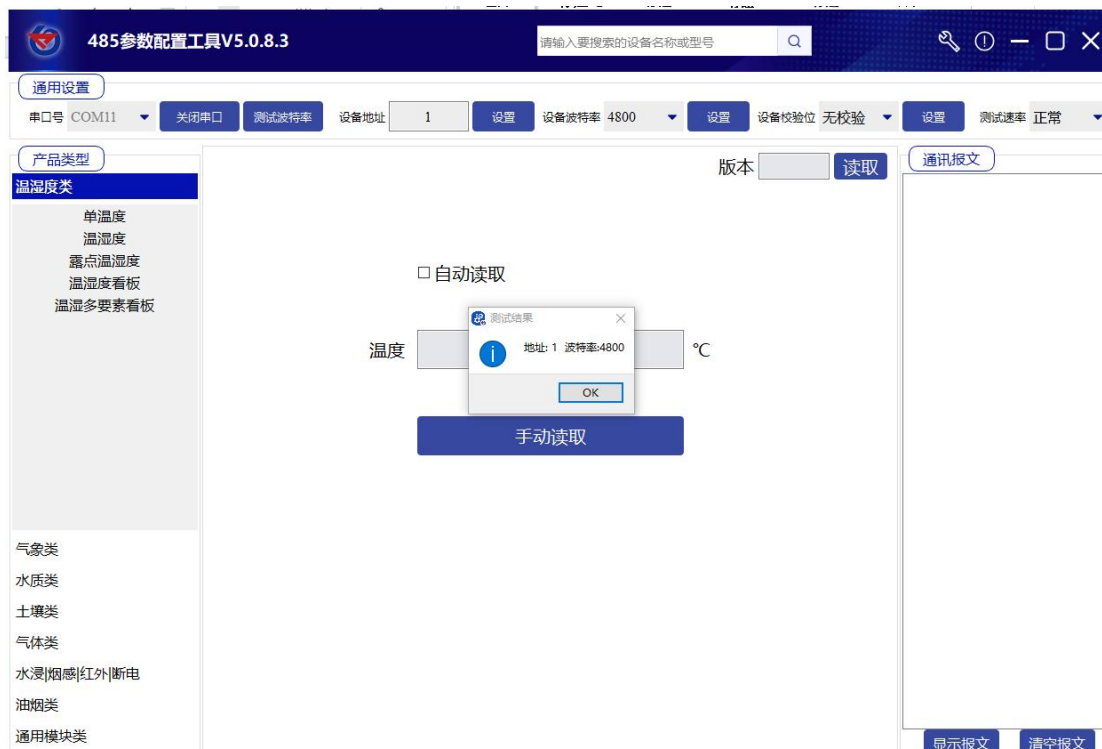 485参数配置工具V5.0.8.3
请输入要搜索的设备名称或型号
通用设置
串口号 COM11 关闭串口 测试波特率 设备地址 1 设置 设备波特率 4800 设置 设备校验位 无校验 设置 测试速率 正常
产品类型
温湿度类
单温度
温湿度
露点温湿度
温湿度看板
温湿多要素看板
气象类
水质类
土壤类
气体类
水浸|烟感|红外|断电
油烟类
通用模块类
版本 读取
自动读取
测试结果
地址: 1 波特率:4800
OK
温度 ℃
手动读取
通讯报文
显示报文 清空报文